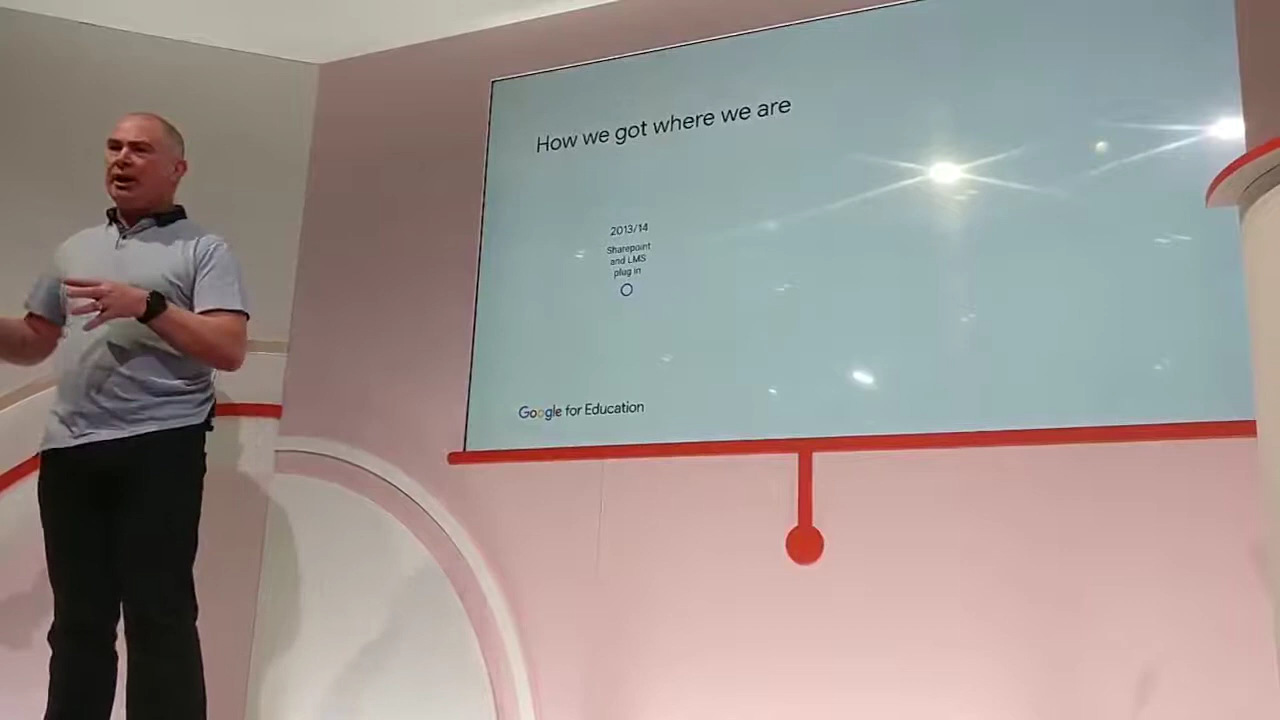 How we got where we are
2013/14
Sharepoint
and LMS
plug in
Google for Education